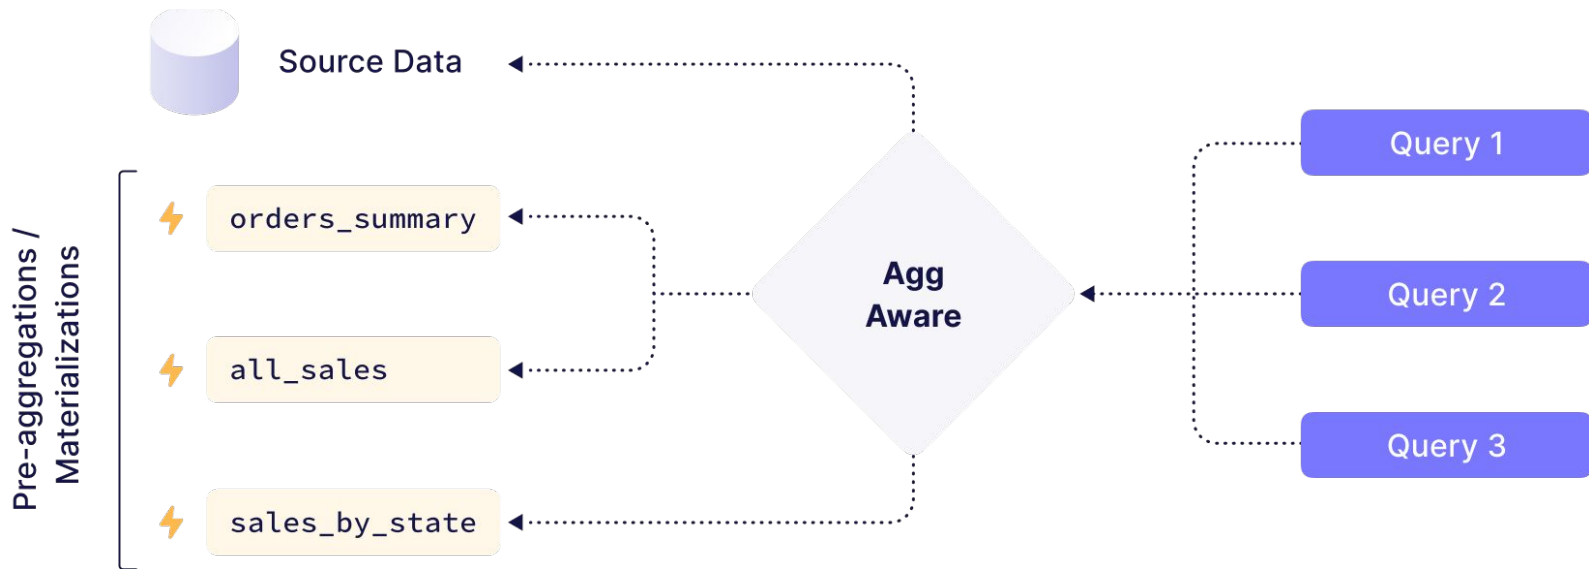 Source Data
Pre-aggregations /
Materializations
orders_summary
all_sales
sales_by_state
Agg
Aware
Query 1
Query 2
Query 3